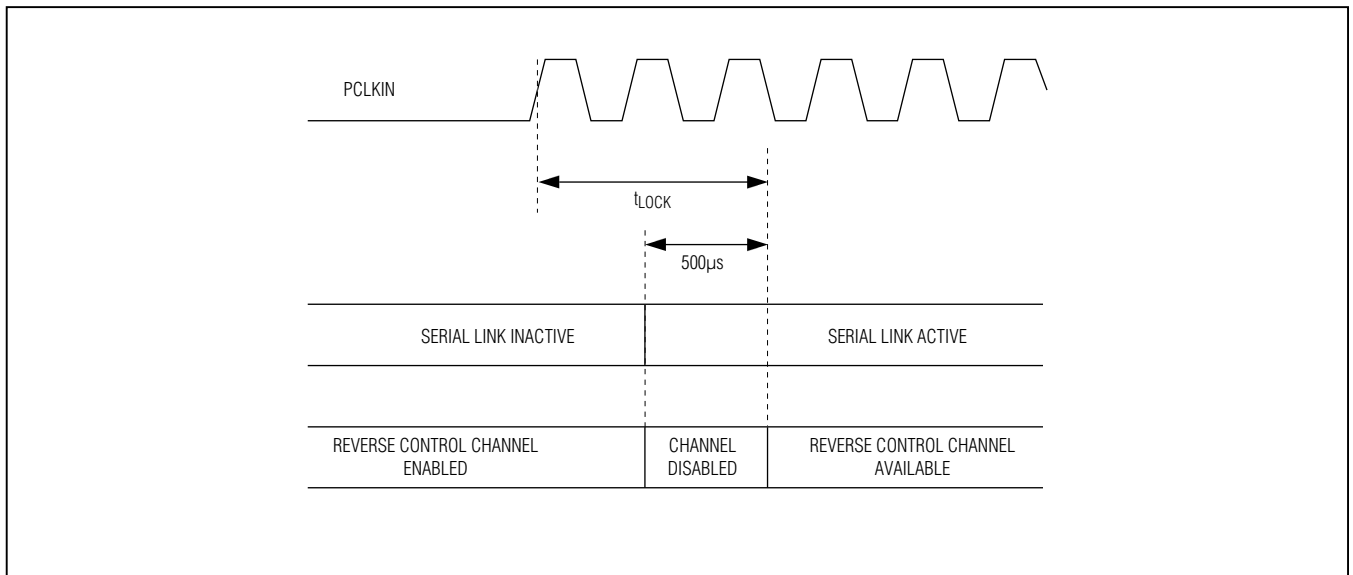 PCLKIN
tLOCK
500µs
SERIAL LINK INACTIVE
SERIAL LINK ACTIVE
REVERSE CONTROL CHANNEL
ENABLED
CHANNEL
DISABLED
REVERSE CONTROL CHANNEL
AVAILABLE